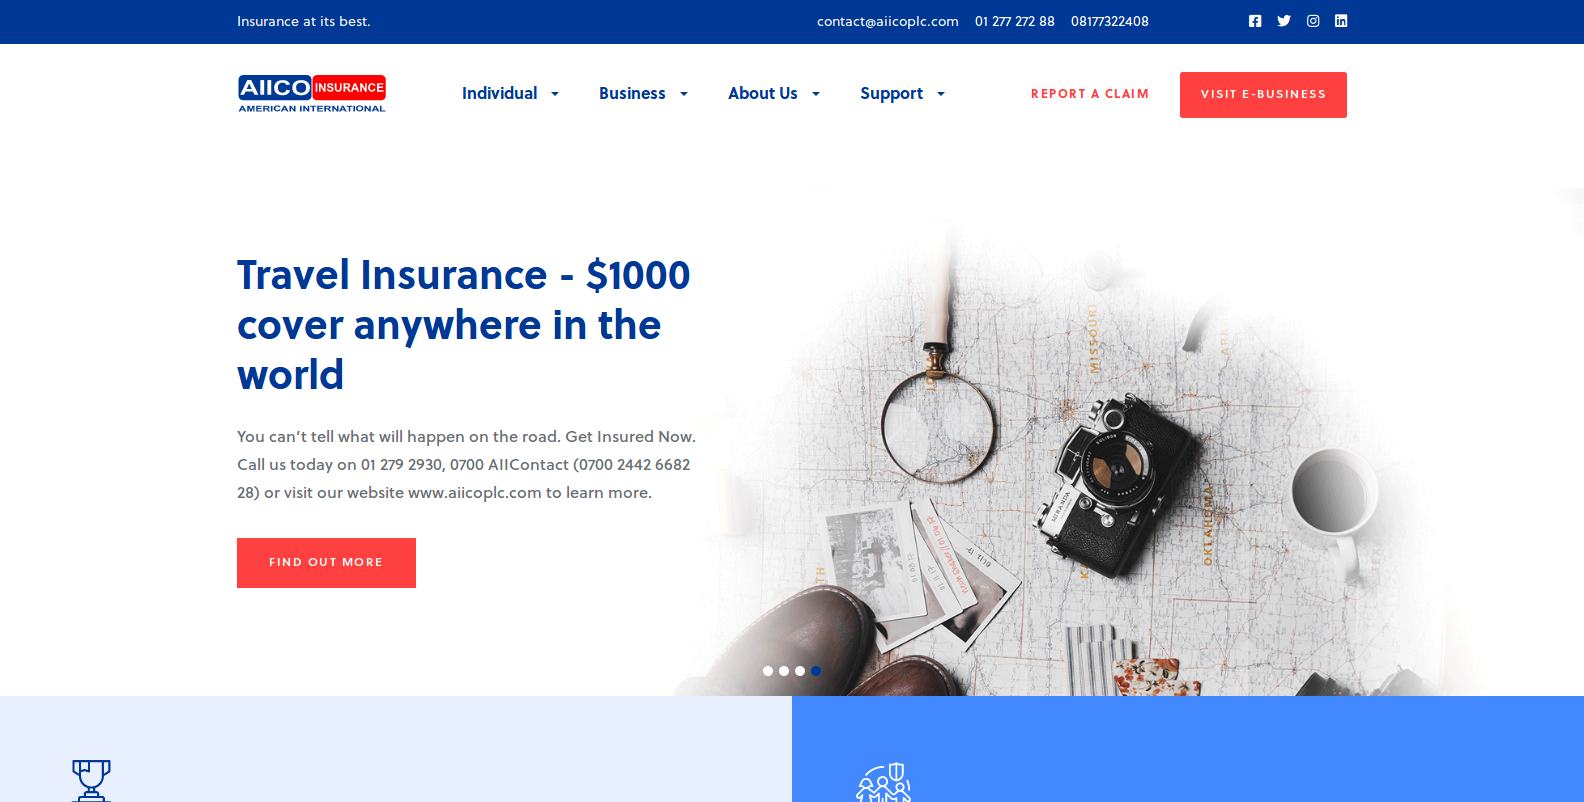 Insurance at its best.
contact@aiicoplc.com 01 277 272 88 08177322408
AIICO INSURANCE
AMERICAN INTERNATIONAL
Individual Business About Us Support
REPORT A CLAIM
VISIT E-BUSINESS
Travel Insurance - $1000
cover anywhere in the
world
You can't tell what will happen on the road. Get Insured Now.
Call us today on 01 279 2930, 0700 AIIContact (0700 2442 6682
28) or visit our website www.aiicoplc.com to learn more.
FIND OUT MORE
MISSOURI
MIRANDA
OKLAHOMA